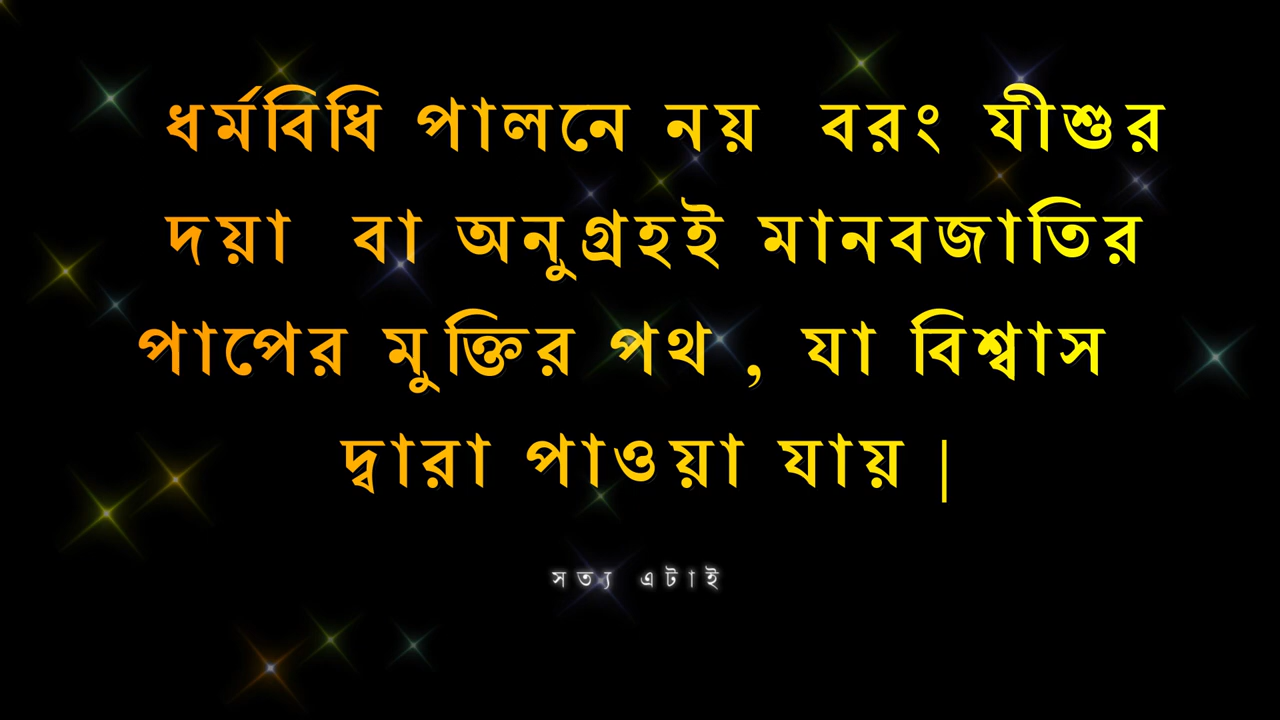 ধর্মবিধি পালনে নয় বরং যীশুর
দয়া বা অনুগ্রহই মানবজাতির
পাপের মুক্তির পথ , যা বিশ্বাস
দ্বারা পাওয়া যায় |
সত্য এটাই